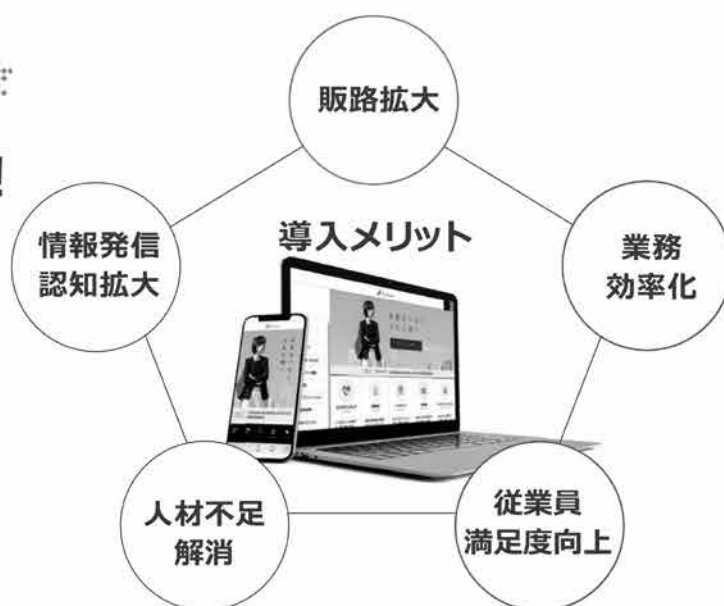 販路拡大
!
情報発信
認知拡大
導入メリット
業務
効率化
人材不足
解消
従業員
満足度向上